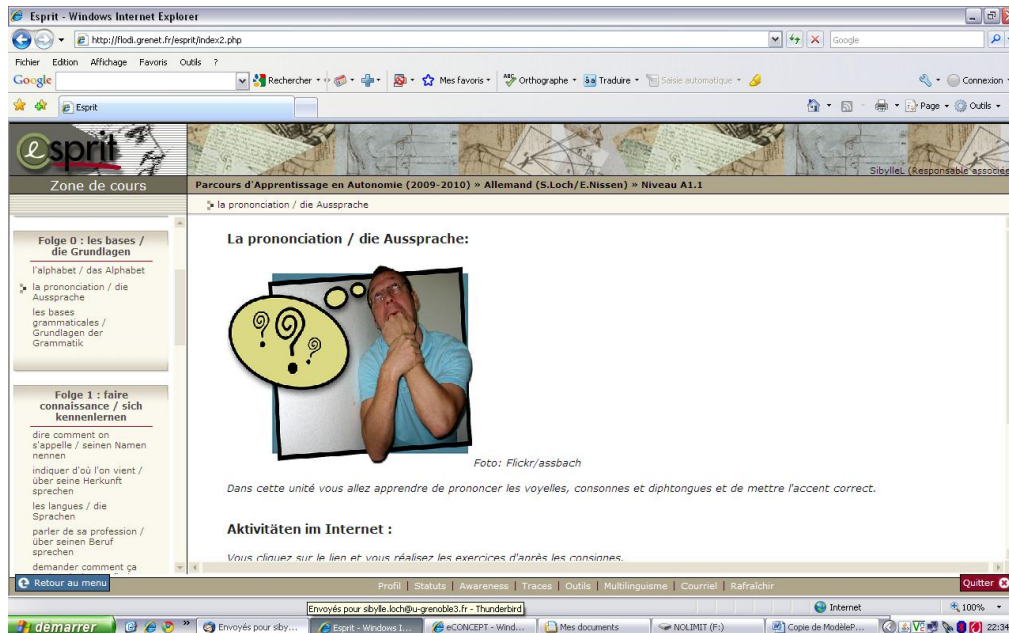 Esprit - Windows Internet Explorer
http://flodi.grenet.fr/esprit/index2.php
Google
Fichier Edition Affichage Favoris Outils ?
Google
Rechercher
Mes favoris
Orthographe
Traduire
Saisie automatique
Connexion
Esprit
Page
Outils
esprit
SibylleL (Responsable associée
Zone de cours
Parcours d'Apprentissage en Autonomie (2009-2010) » Allemand (S.Loch/E.Nissen) » Niveau A1.1
la prononciation / die Aussprache
Folge 0 : les bases /
die Grundlagen
l'alphabet / das Alphabet
la prononciation / die
Aussprache
les bases
grammaticales /
Grundlagen der
Grammatik
Folge 1 : faire
connaissance / sich
kennenlernen
dire comment on
s'appelle / seinen Namen
nennen
indiquer d'où l'on vient /
über seine Herkunft
sprechen
les langues / die
Sprachen
parler de sa profession /
über seinen Beruf
sprechen
demander comment ça
La prononciation / die Aussprache:
? ? ?
Foto: Flickr/assbach
Dans cette unité vous allez apprendre de prononcer les voyelles, consonnes et diphtongues et de mettre l'accent correct.
Aktivitäten im Internet :
Vous cliquez sur le lien et vous réalisez les exercices d'après les consignes.
Retour au menu
Profil | Statuts | Awareness | Traces | Outils | Multilinguisme | Courriel | Rafraîchir
Quitter
Envoyés pour sibylle.loch@u-grenoble3.fr - Thunderbird
Internet
100%
démarrer
Envoyés pour siby...
Esprit - Windows I...
eCONCEPT - Wind...
Mes documents
NOLIMIT (F:)
Copie de ModèleP...
22:34